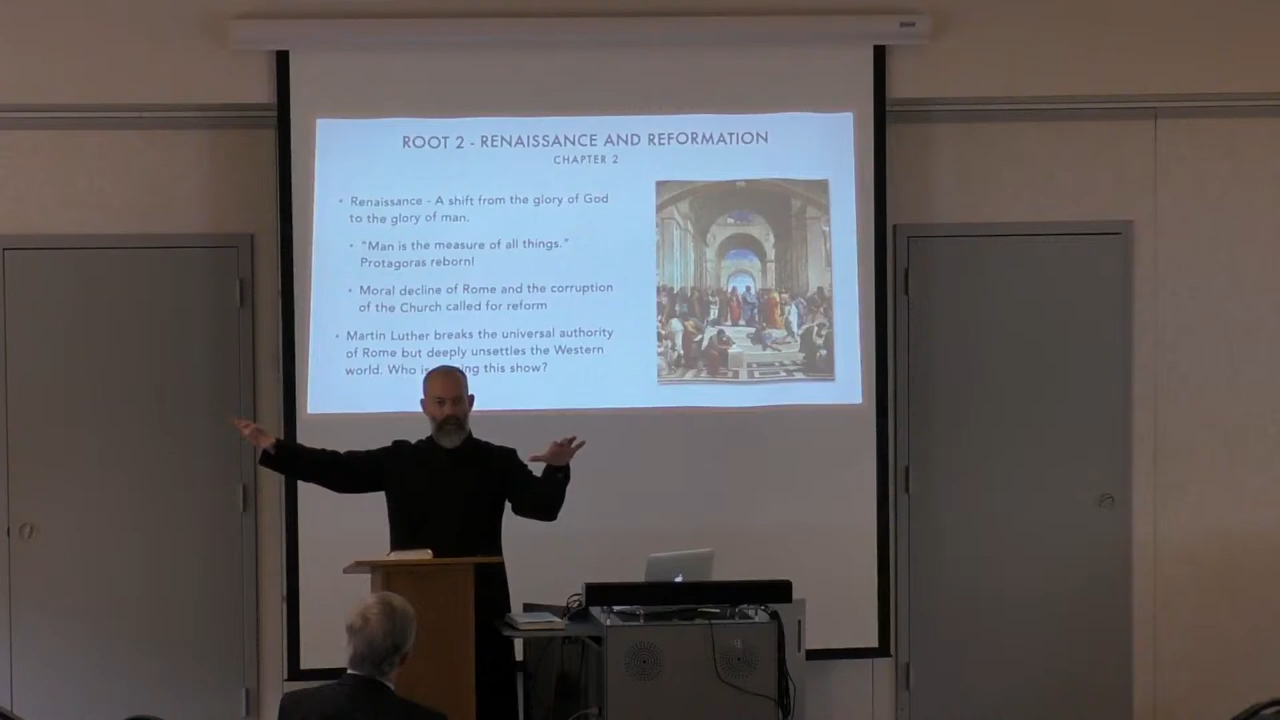 ROOT 2 - RENAISSANCE AND REFORMATION
CHAPTER 2
• Renaissance - A shift from the glory of God
to the glory of man.
• "Man is the measure of all things."
Protagoras reborn!
• Moral decline of Rome and the corruption
of the Church called for reform
• Martin Luther breaks the universal authority
of Rome but deeply unsettles the Western
world. Who is this show?